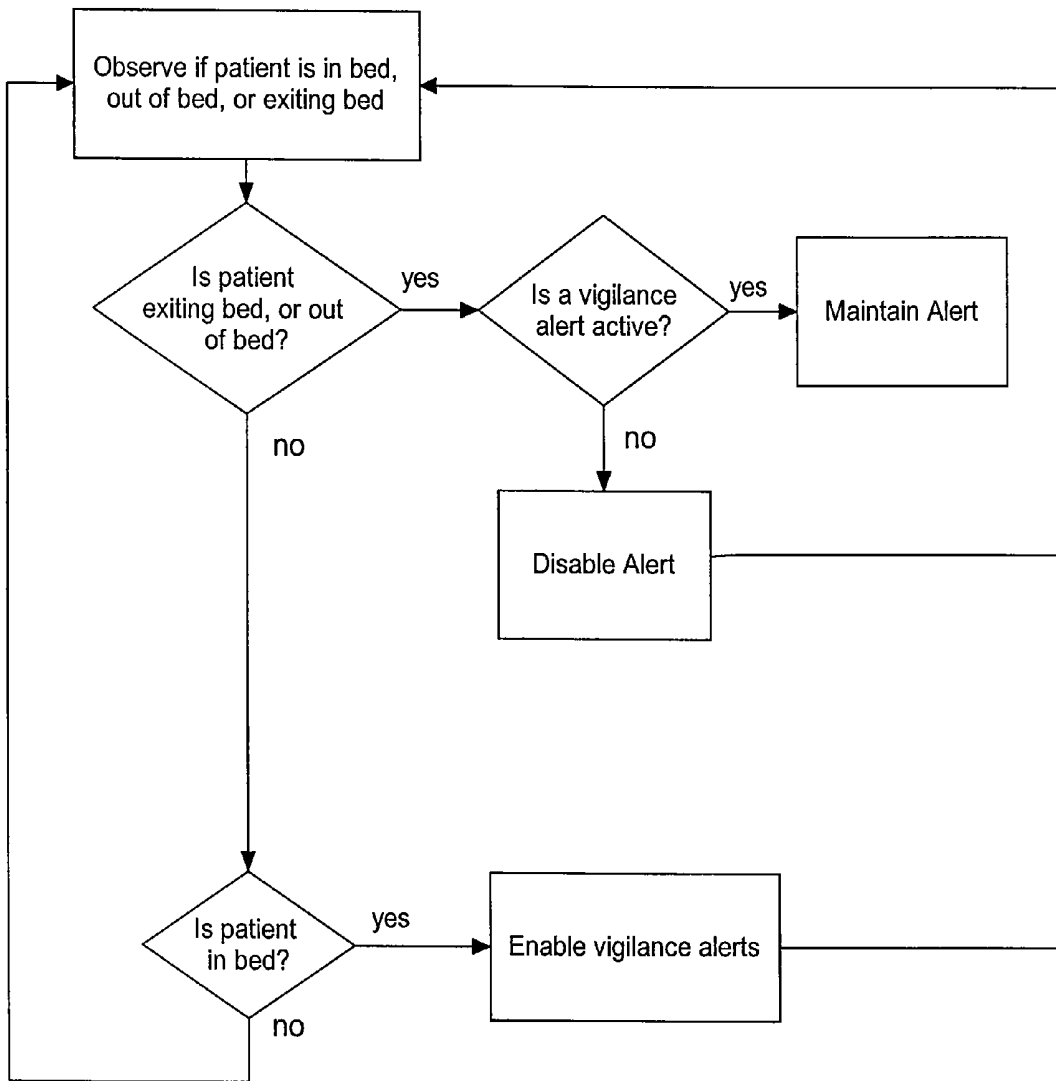 Observe if patient is in bed,
out of bed, or exiting bed
Is patient
exiting bed, or out
of bed?
yes
Is a vigilance
alert active?
yes
Maintain Alert
no
no
Disable Alert
Is patient
in bed?
yes
Enable vigilance alerts
no